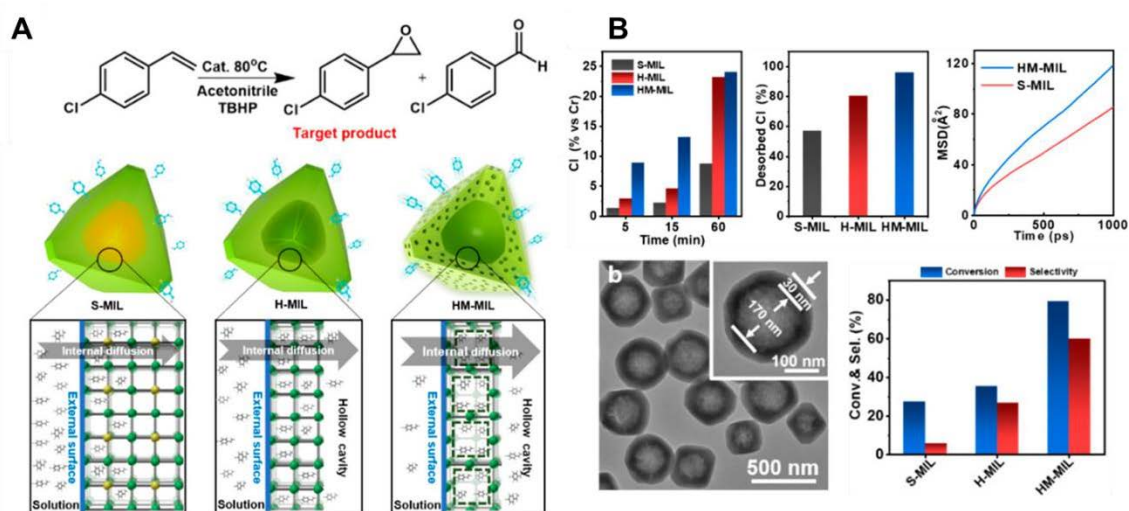 A
Cat. 80°C
Acetonitrile
TBHP
O
+
O
H
Cl
Cl
Cl
Target product
S-MIL
H-MIL
HM-MIL
Internal diffusion
Internal diffusion
Internal diffusion
External surface
External surface
Hollow cavity
External surface
Hollow cavity
Solution
Solution
Solution
B
Cl (% vs Cr)
25
20
15
10
5
0
S-MIL
H-MIL
HM-MIL
5 15 60
Time (min)
Desorbed Cl (%)
100
80
60
40
20
0
S-MIL H-MIL HM-MIL
MSD(Å²)
120
80
40
0
HM-MIL
S-MIL
0 500 1000
Time (ps)
b
30 nm
170 nm
100 nm
500 nm
Conversion Selectivity
Conv.& Sel. (%)
80
60
40
20
0
S-MIL
H-MIL
HM-MIL